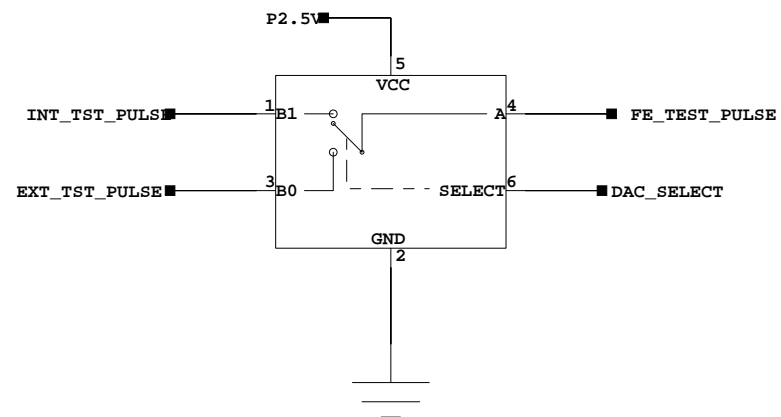 P2.5V
5
VCC
INT_TST_PULSE 1 B1 A 4 FE_TEST_PULSE
EXT_TST_PULSE 3 B0 SELECT 6 DAC_SELECT
GND
2